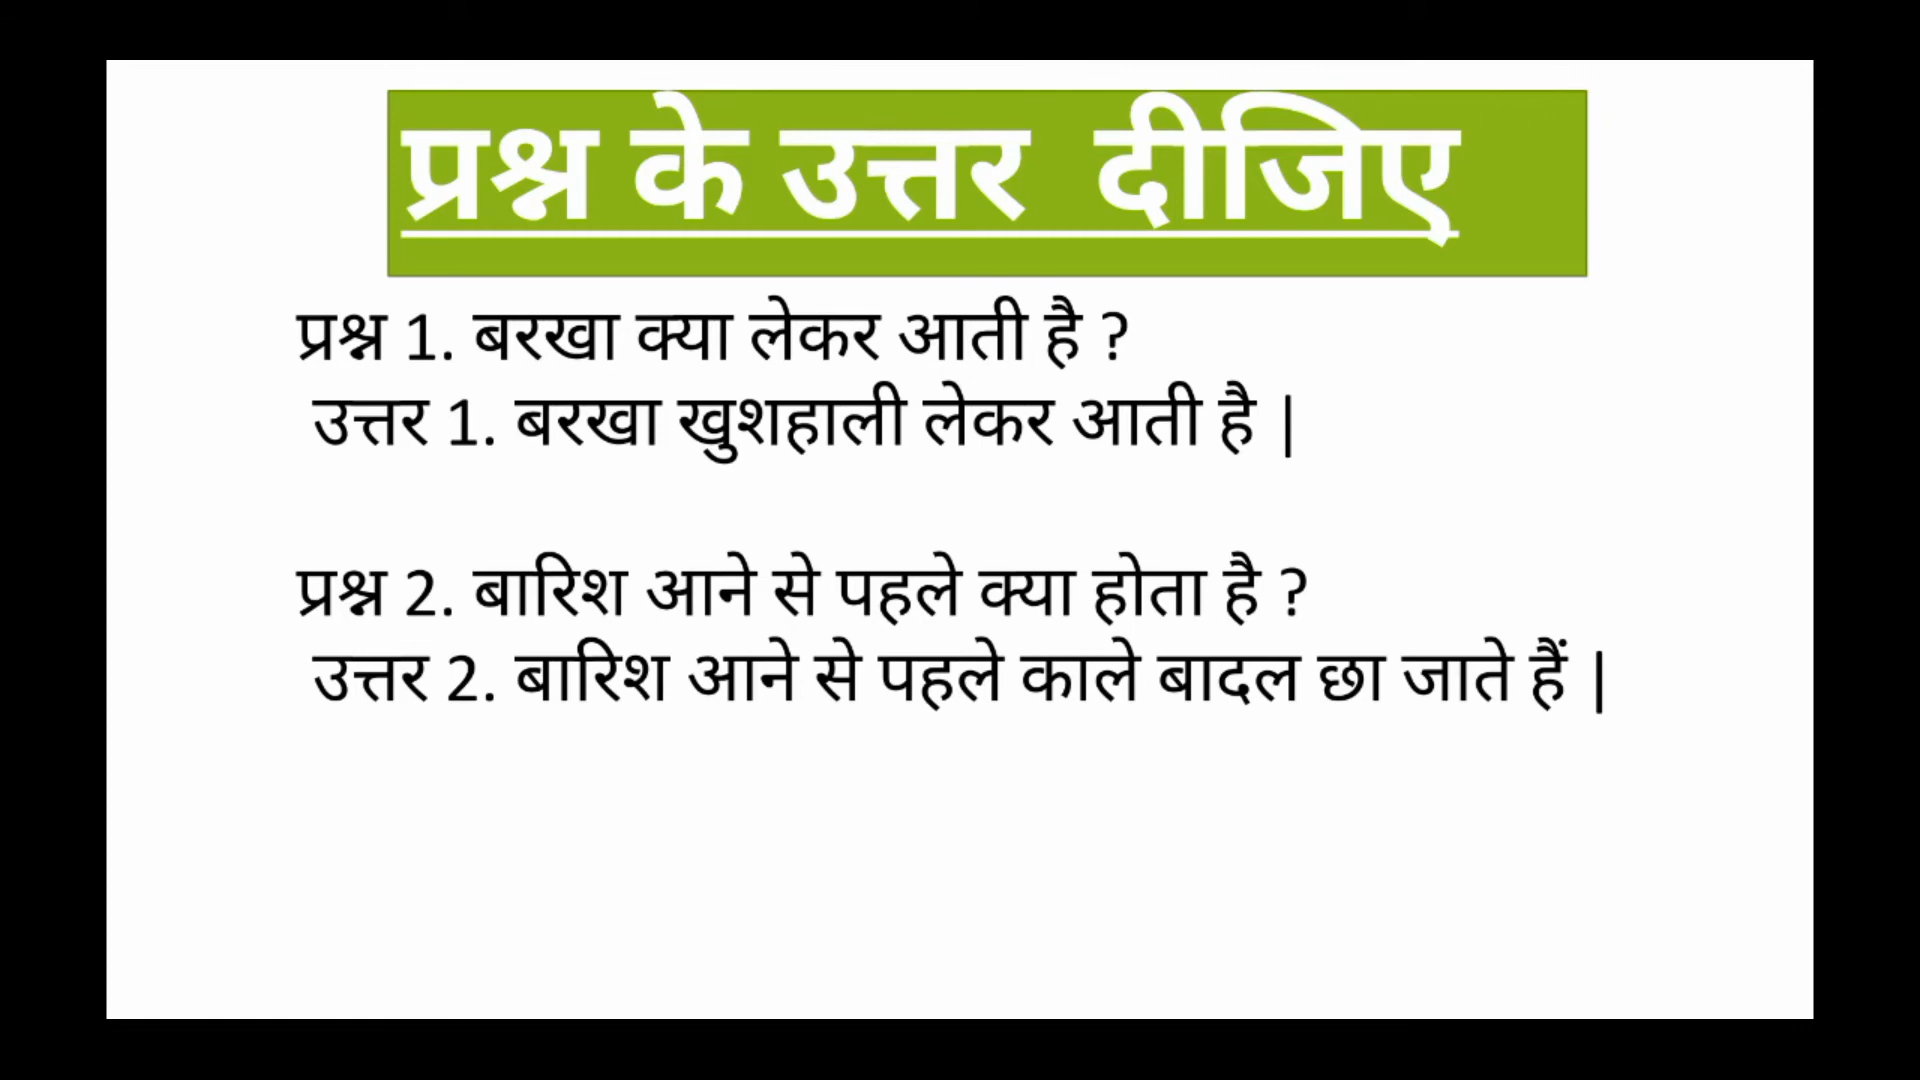 प्रश्न के उत्तर दीजिए
प्रश्न 1. बरखा क्या लेकर आती है ?
उत्तर 1. बरखा खुशहाली लेकर आती है |
प्रश्न 2. बारिश आने से पहले क्या होता है ?
उत्तर 2. बारिश आने से पहले काले बादल छा जाते हैं |